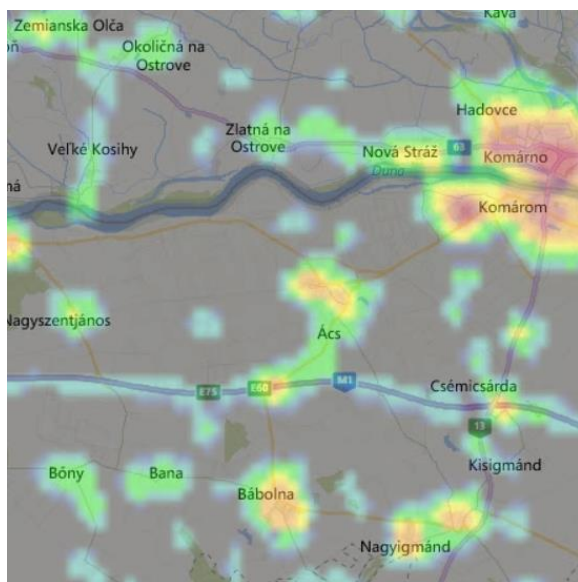 Kava
Zemianska Olča
Okoličná na
Ostrove
Hadovce
Zlatná na
Ostrove
63
Veľké Kosihy
Nová Stráž
Komárno
Duna
Komárom
Nagyszentjános
Ács
E75
E60
M1
Csémicsárda
13
Kisigmánd
Bőny
Bana
Bábolna
Nagyigmánd